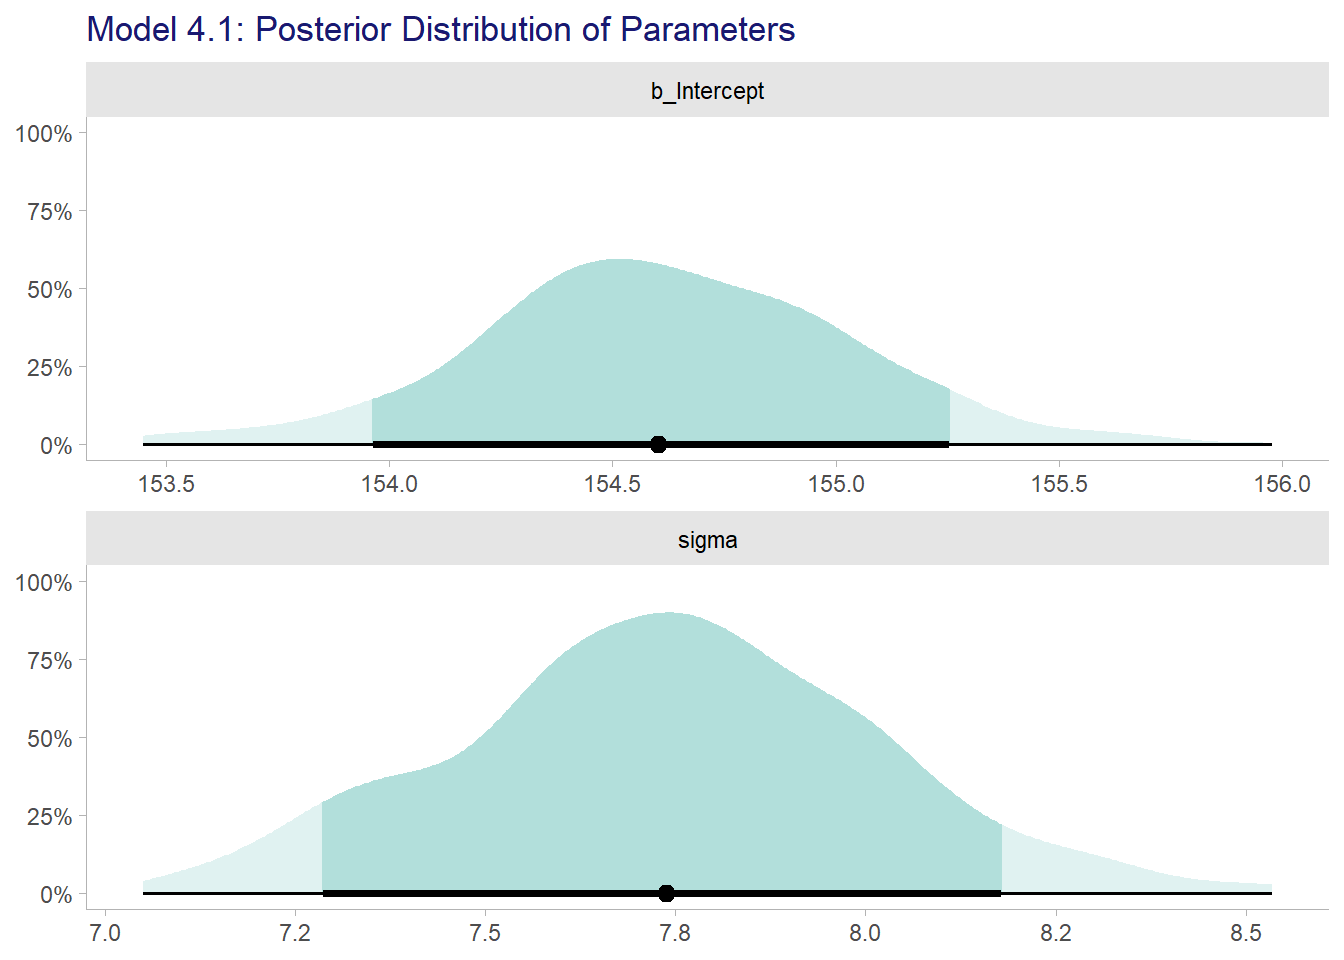 Model 4.1: Posterior Distribution of Parameters
b_Intercept
100%
75%
50%
25%
0%
153.5 154.0 154.5 155.0 155.5 156.0
sigma
100%
75%
50%
25%
0%
7.0 7.2 7.5 7.8 8.0 8.2 8.5